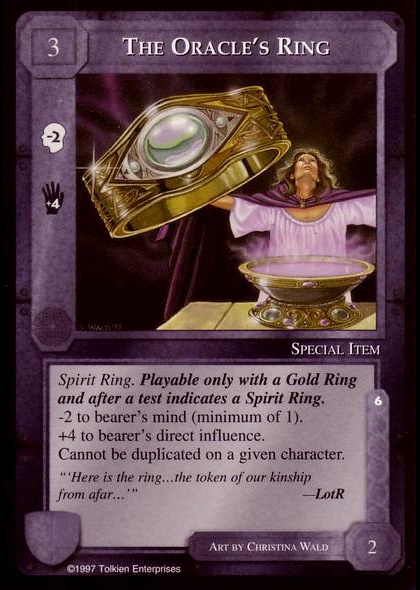 3
THE ORACLE'S RING
-2
+4
SPECIAL ITEM
Spirit Ring. Playable only with a Gold Ring
and after a test indicates a Spirit Ring.
-2 to bearer's mind (minimum of 1).
+4 to bearer's direct influence.
Cannot be duplicated on a given character.
6
“‘Here is the ring…the token of our kinship
from afar…’” —LotR
ART BY CHRISTINA WALD
2
©1997 Tolkien Enterprises